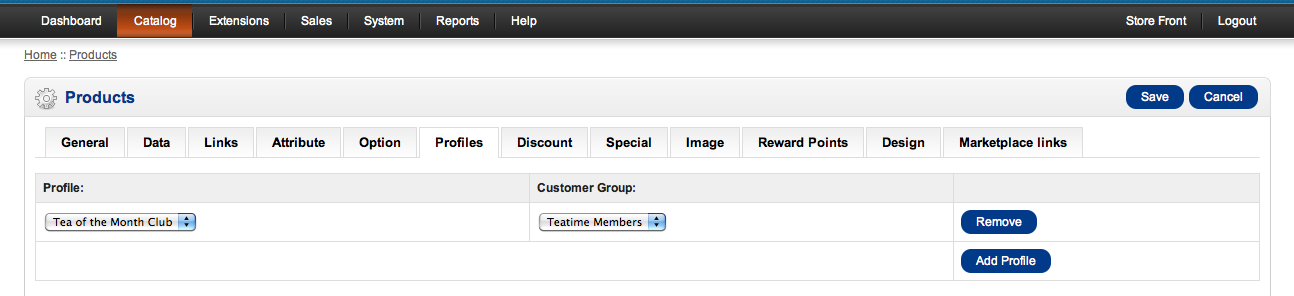 Dashboard Catalog Extensions Sales System Reports Help Store Front Logout
Home :: Products
Products Save Cancel
General Data Links Attribute Option Profiles Discount Special Image Reward Points Design Marketplace links
Profile: Customer Group:
Tea of the Month Club Teatime Members Remove
Add Profile